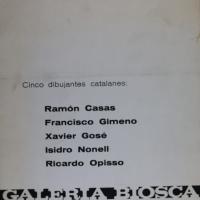 Cinco dibujantes catalanes:
Ramón Casas
Francisco Gimeno
Xavier Gosé
Isidro Nonell
Ricardo Opisso
GALERIA BIOSCA